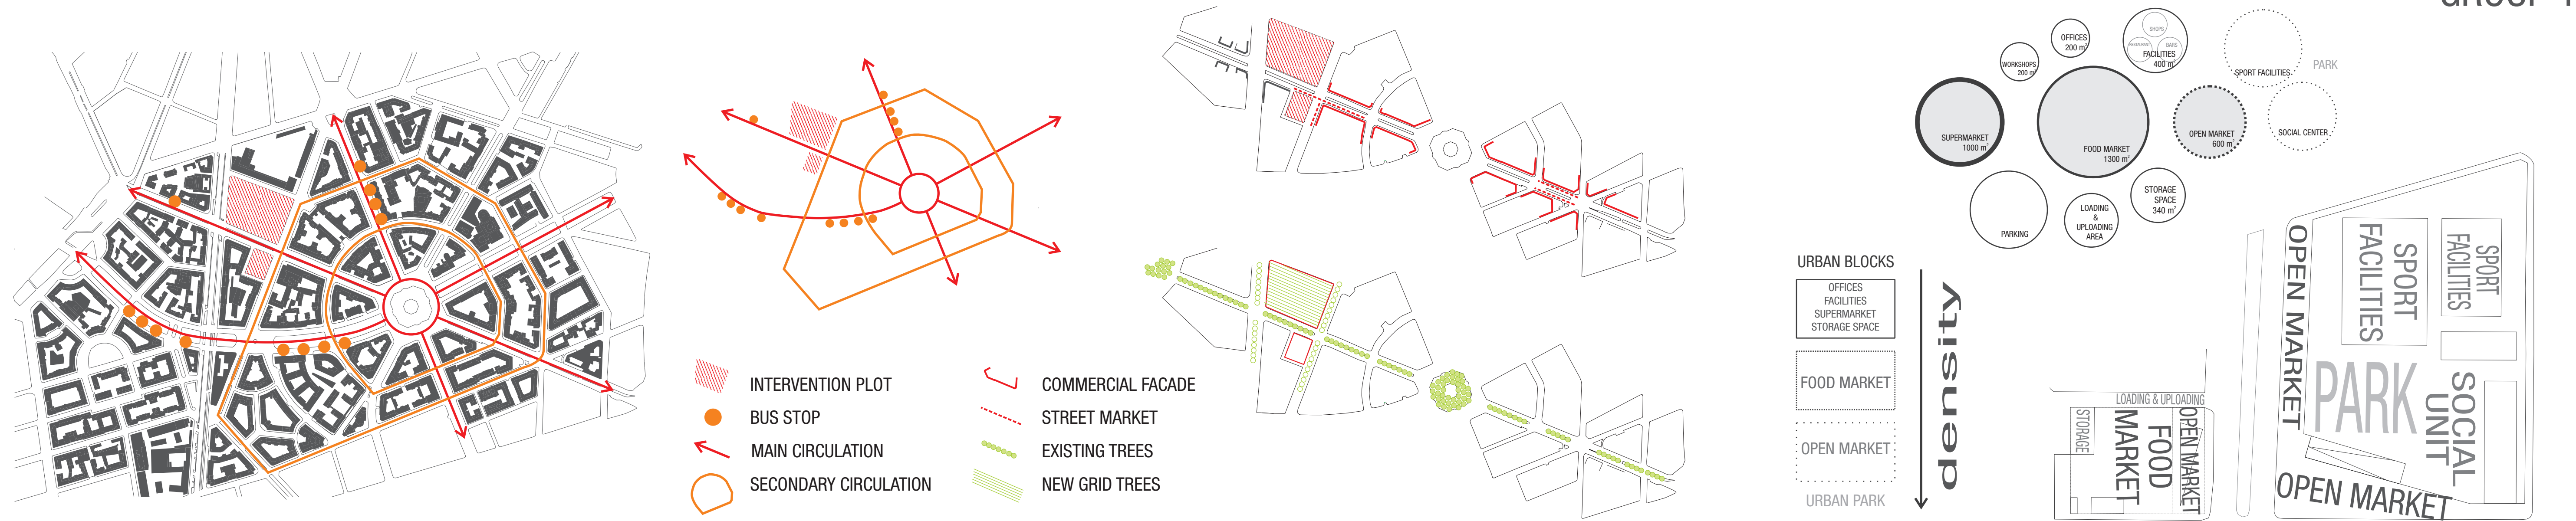 INTERVENTION PLOT
BUS STOP
MAIN CIRCULATION
SECONDARY CIRCULATION
COMMERCIAL FACADE
STREET MARKET
EXISTING TREES
NEW GRID TREES
OFFICES
200 m²
WORKSHOPS
200 m²
SHOPS
RESTAURANT
BARS
FACILITIES
400 m²
SPORT FACILITIES
PARK
SUPERMARKET
1000 m²
FOOD MARKET
1300 m²
OPEN MARKET
600 m²
SOCIAL CENTER
PARKING
LOADING
&
UPLOADING
AREA
STORAGE
SPACE
340 m²
URBAN BLOCKS
OFFICES
FACILITIES
SUPERMARKET
STORAGE SPACE
FOOD MARKET
OPEN MARKET
URBAN PARK
density
LOADING & UPLOADING
STORAGE
FOOD
MARKET
OPEN MARKET
OPEN MARKET
SPORT
FACILITIES
SPORT
FACILITIES
PARK
SOCIAL
UNIT
OPEN MARKET